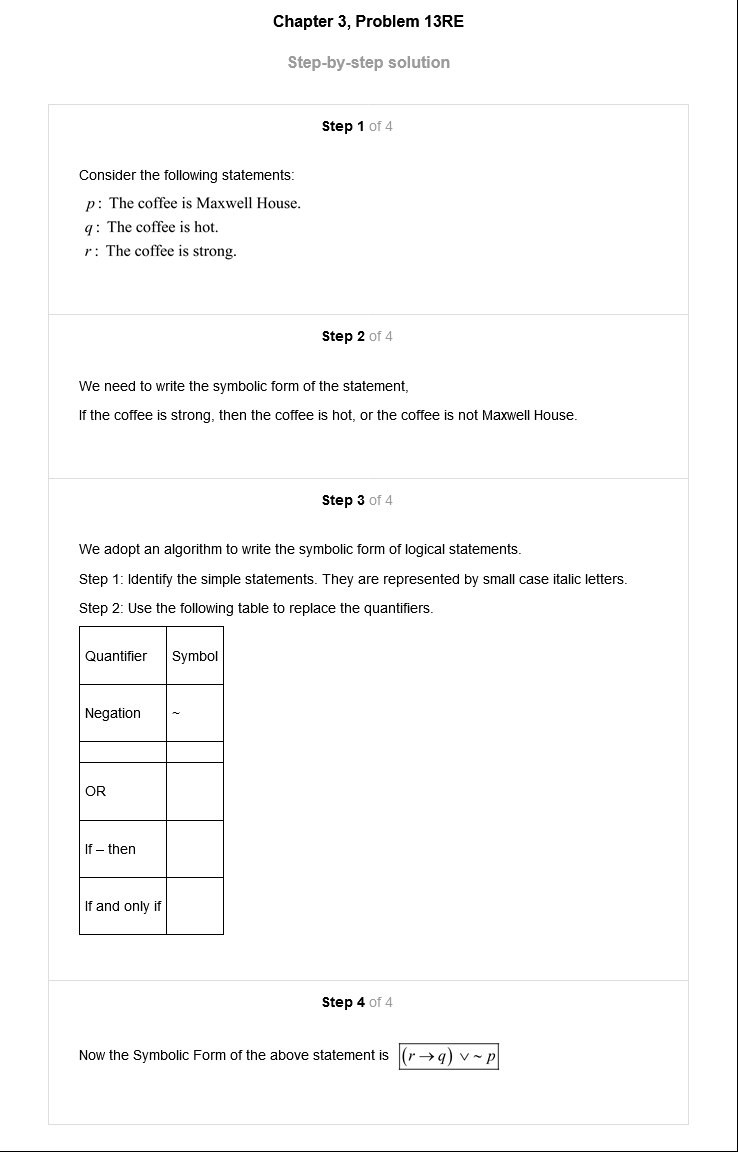 Chapter 3, Problem 13RE
Step-by-step solution
Step 1 of 4
Consider the following statements:
p: The coffee is Maxwell House.
q: The coffee is hot.
r: The coffee is strong.
Step 2 of 4
We need to write the symbolic form of the statement,
If the coffee is strong, then the coffee is hot, or the coffee is not Maxwell House.
Step 3 of 4
We adopt an algorithm to write the symbolic form of logical statements.
Step 1: Identify the simple statements. They are represented by small case italic letters.
Step 2: Use the following table to replace the quantifiers.
Quantifier Symbol
Negation ~
OR
If – then
If and only if
Step 4 of 4
Now the Symbolic Form of the above statement is (r→q) ∨ ~ p